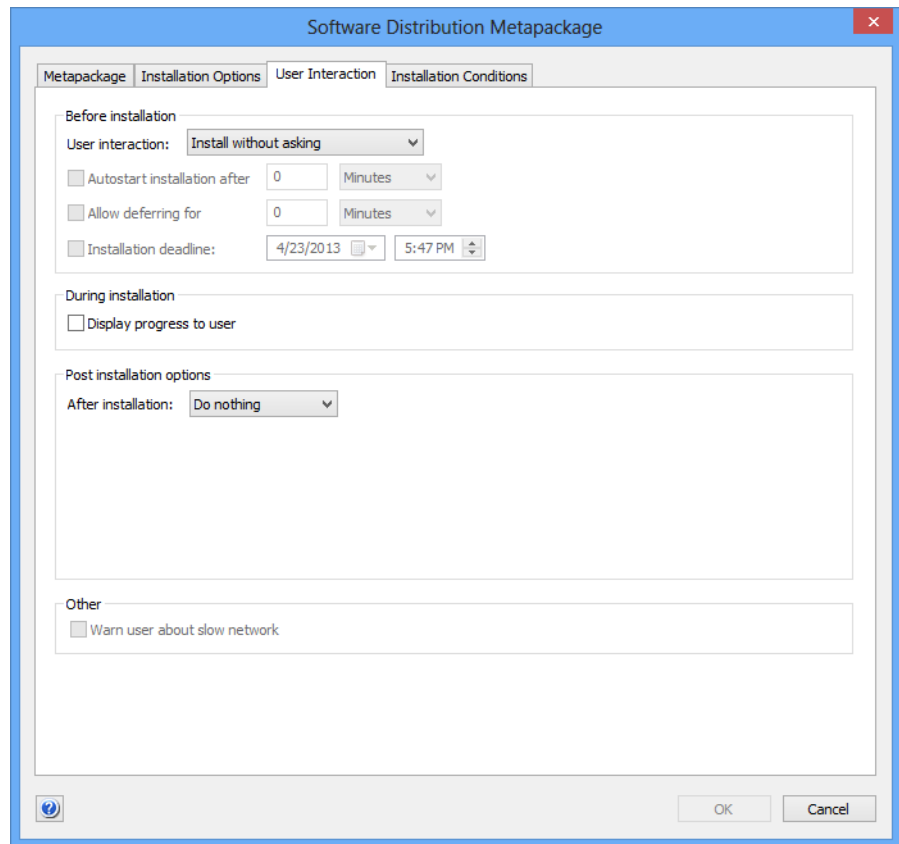 Software Distribution Metapackage
Metapackage Installation Options User Interaction Installation Conditions
Before installation
User interaction: Install without asking
Autostart installation after 0 Minutes
Allow deferring for 0 Minutes
Installation deadline: 4/23/2013 5:47 PM
During installation
Display progress to user
Post installation options
After installation: Do nothing
Other
Warn user about slow network
OK Cancel